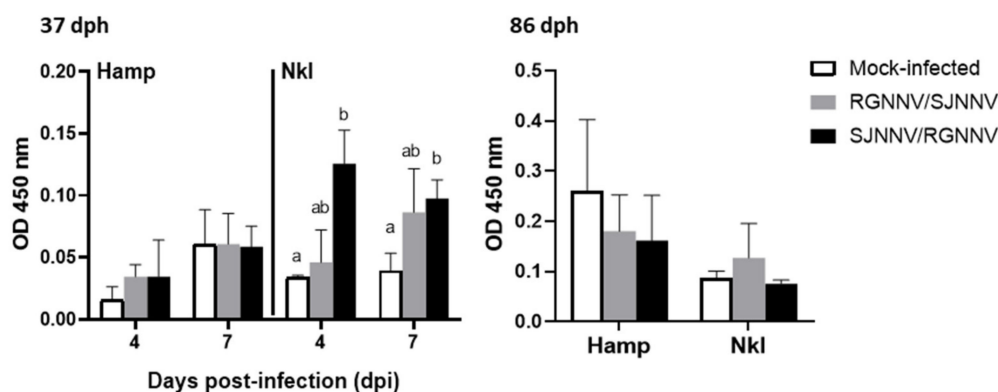 37 dph
86 dph
Hamp
Nkl
OD 450 nm
0.20
0.15
0.10
0.05
0.00
a
ab
b
a
ab
b
4
7
4
7
Days post-infection (dpi)
OD 450 nm
0.5
0.4
0.3
0.2
0.1
0.0
Hamp
Nkl
Mock-infected
RGNNV/SJNNV
SJNNV/RGNNV